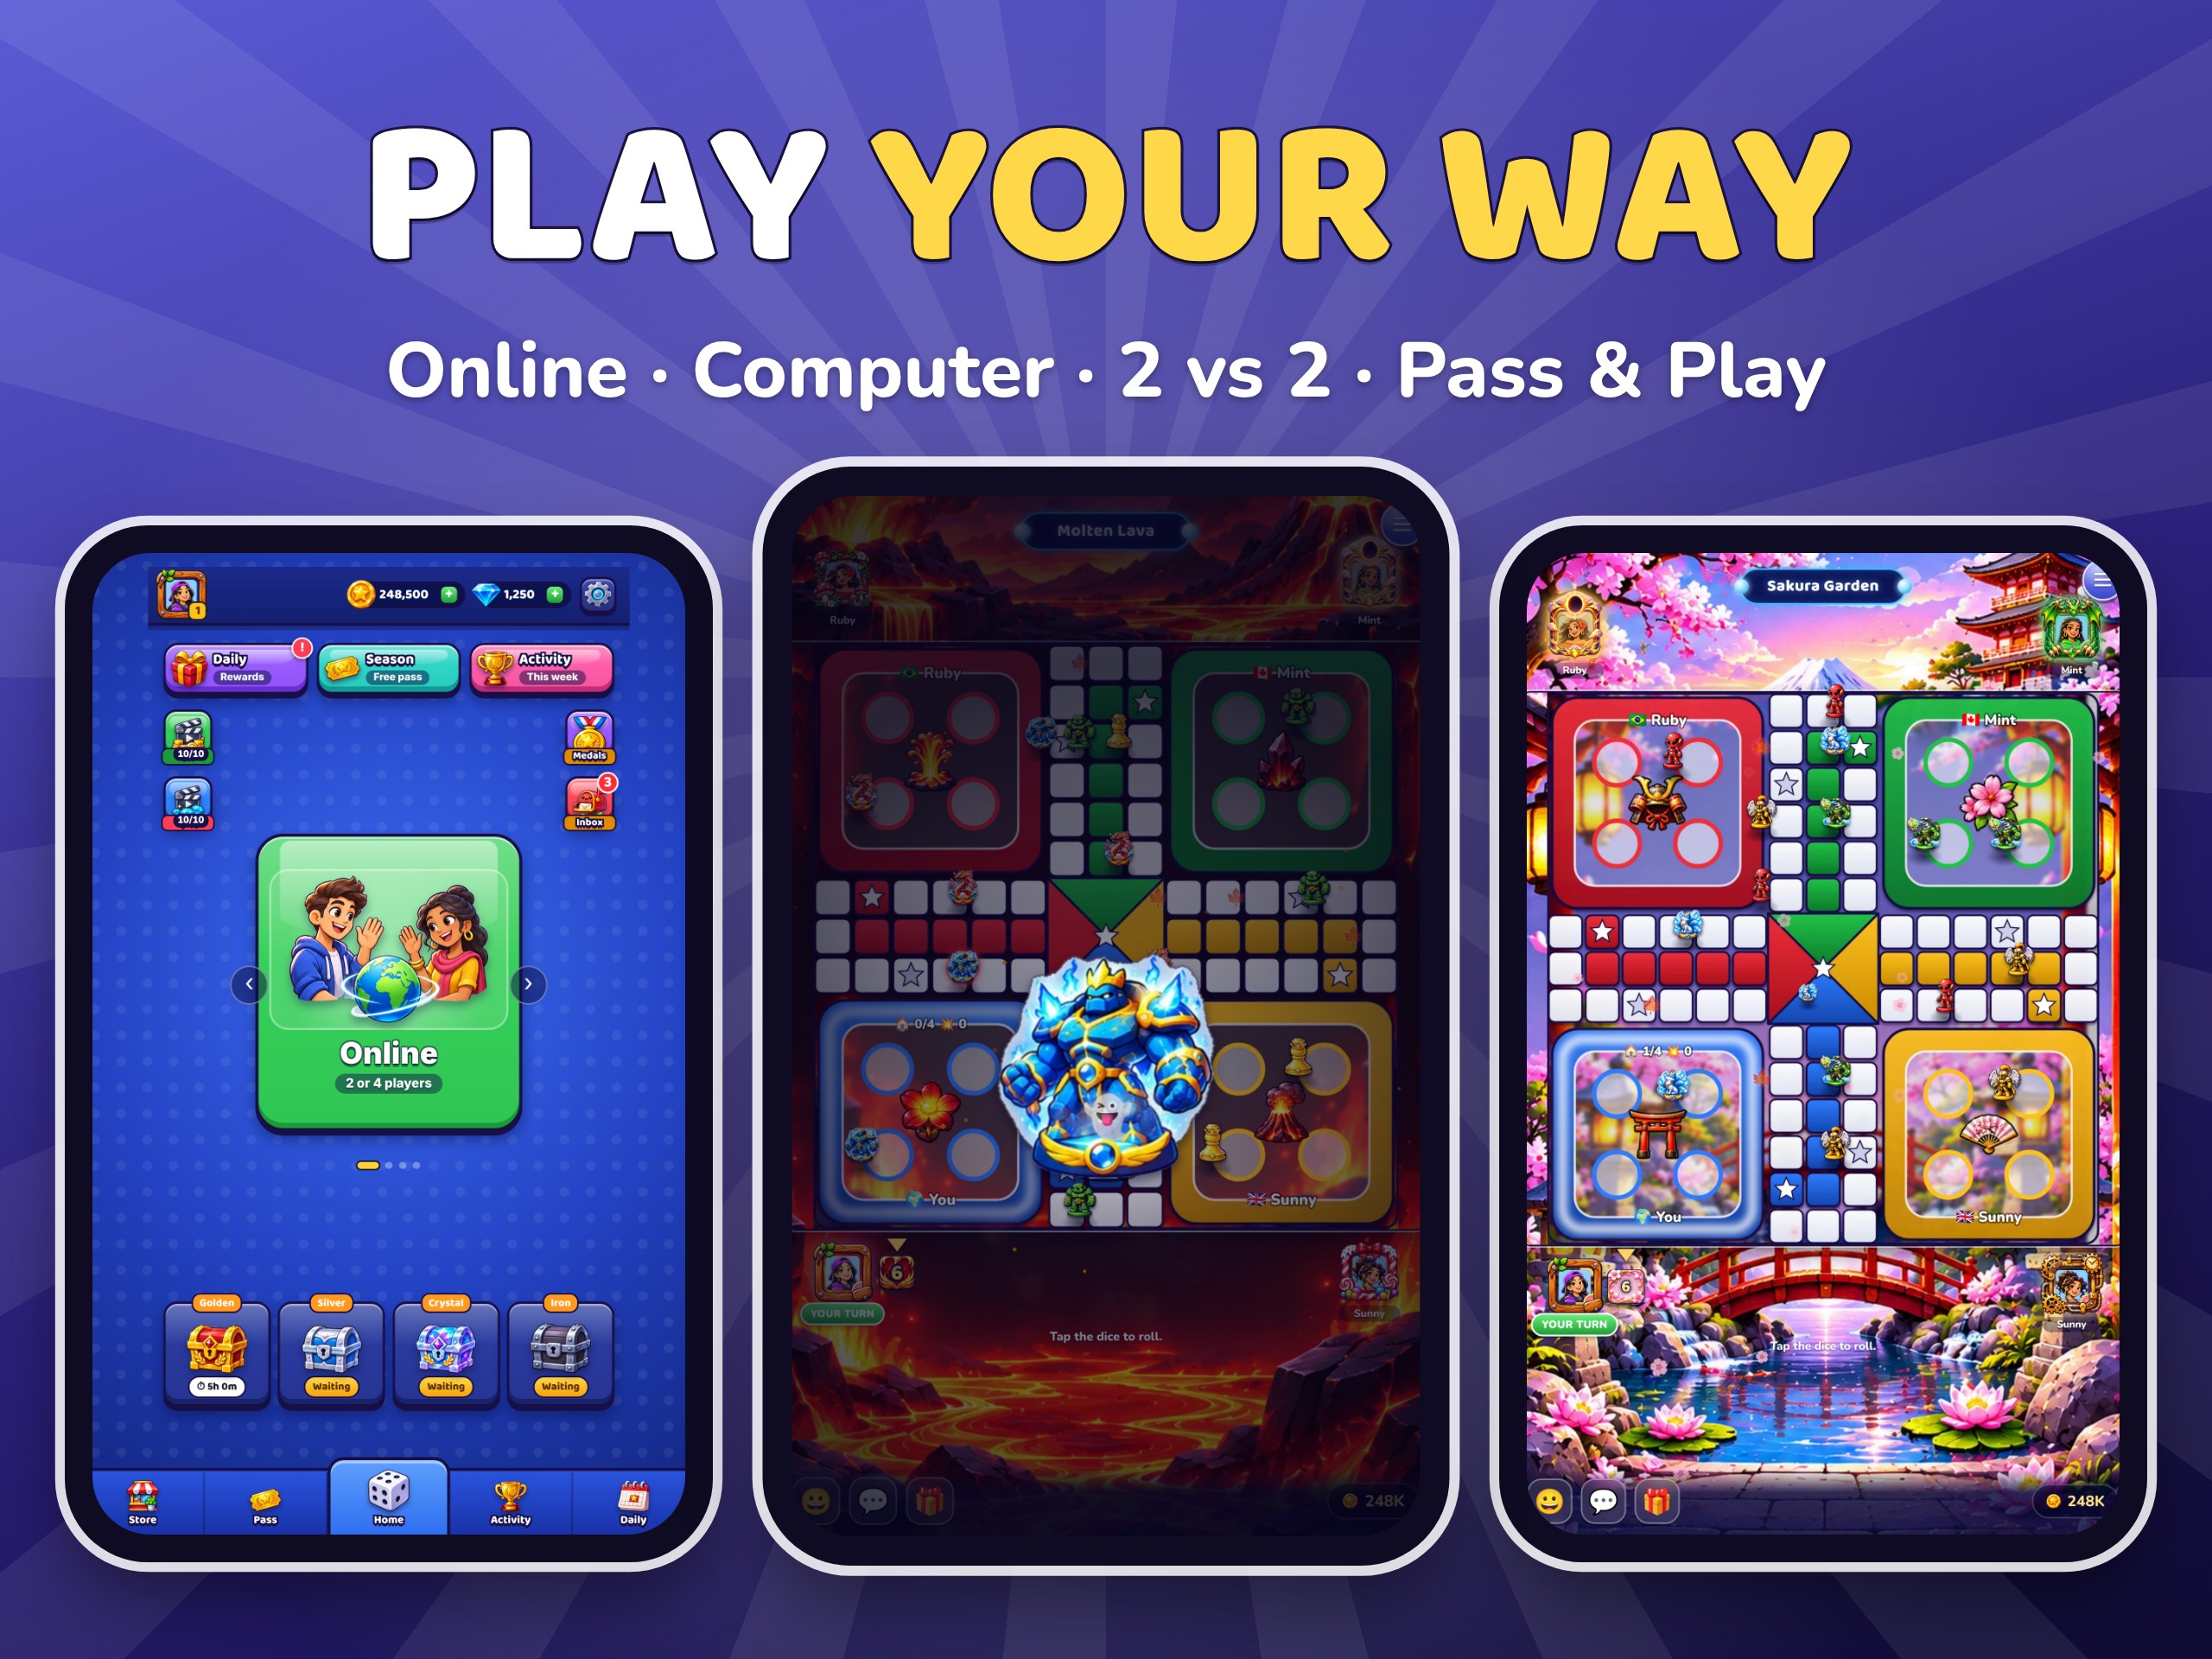 PLAY YOUR WAY
Online · Computer · 2 vs 2 · Pass & Play
1
248,500
1,250
Daily
Rewards
!
Season
Free pass
Activity
This week
10/10
Medals
10/10
3
Inbox
Online
2 or 4 players
Golden
Silver
Crystal
Iron
5h 0m
Waiting
Waiting
Waiting
Store
Pass
Home
Activity
Daily
Molten Lava
Ruby
Mint
Ruby
Mint
0/4 0
You
Sunny
6
YOUR TURN
Sunny
Tap the dice to roll.
248K
Sakura Garden
Ruby
Mint
Ruby
Mint
1/4 0
You
Sunny
6
YOUR TURN
Sunny
Tap the dice to roll.
248K